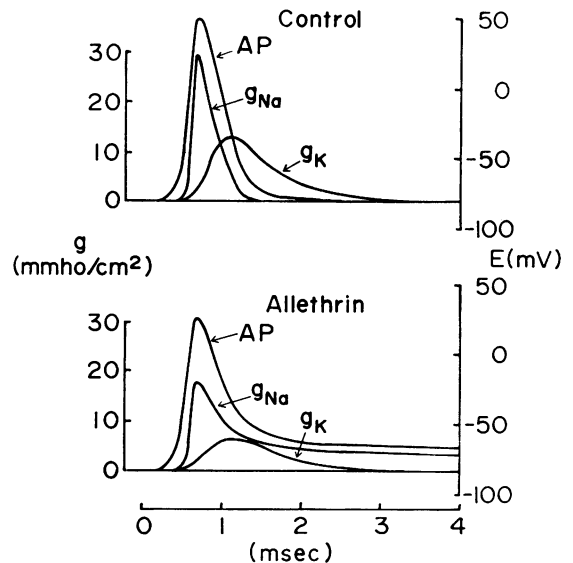 Control
50
30
AP
0
20
gNa
10
gK
-50
0
-100
g
(mmho/cm2)
E(mV)
50
Allethrin
30
AP
0
20
gNa
gK
10
-50
0
-100
0 1 2 3 4
(msec)